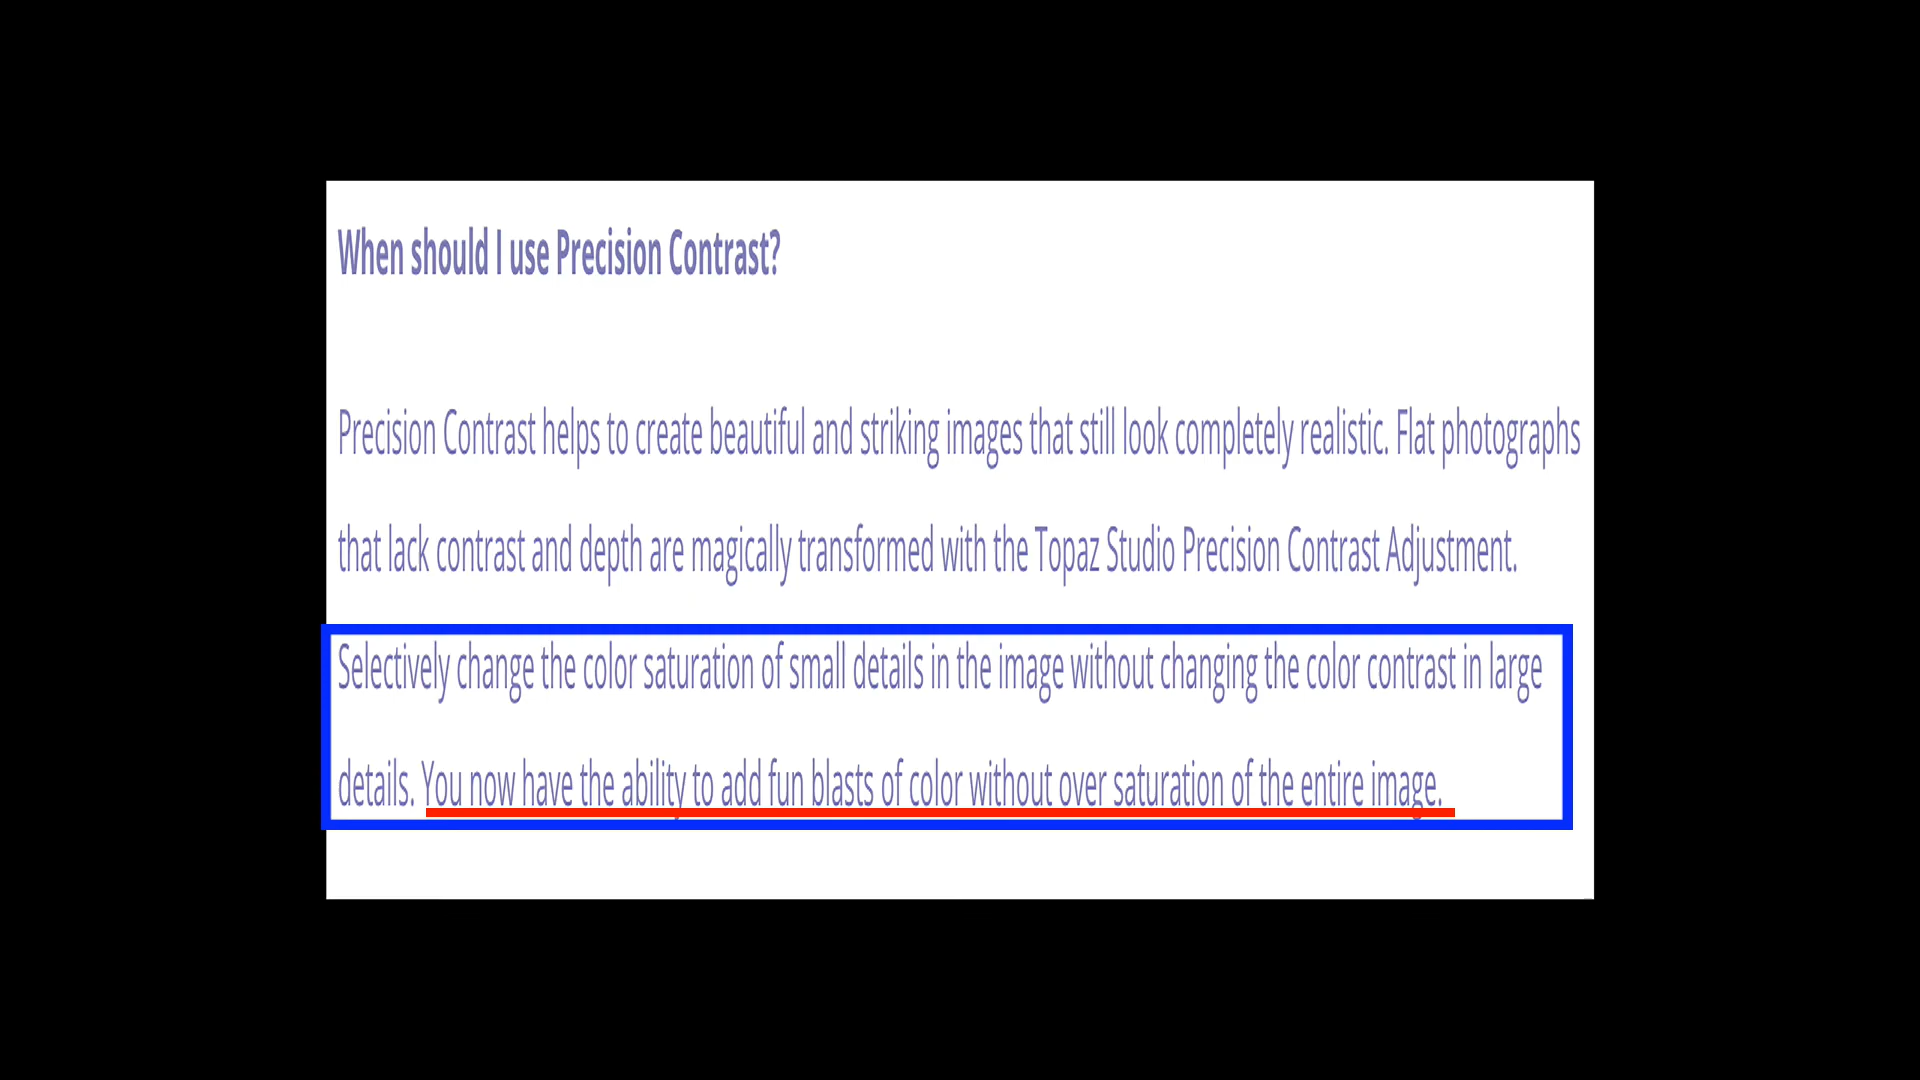 When should I use Precision Contrast?
Precision Contrast helps to create beautiful and striking images that still look completely realistic. Flat photographs
that lack contrast and depth are magically transformed with the Topaz Studio Precision Contrast Adjustment.
Selectively change the color saturation of small details in the image without changing the color contrast in large
details. You now have the ability to add fun blasts of color without over saturation of the entire image.